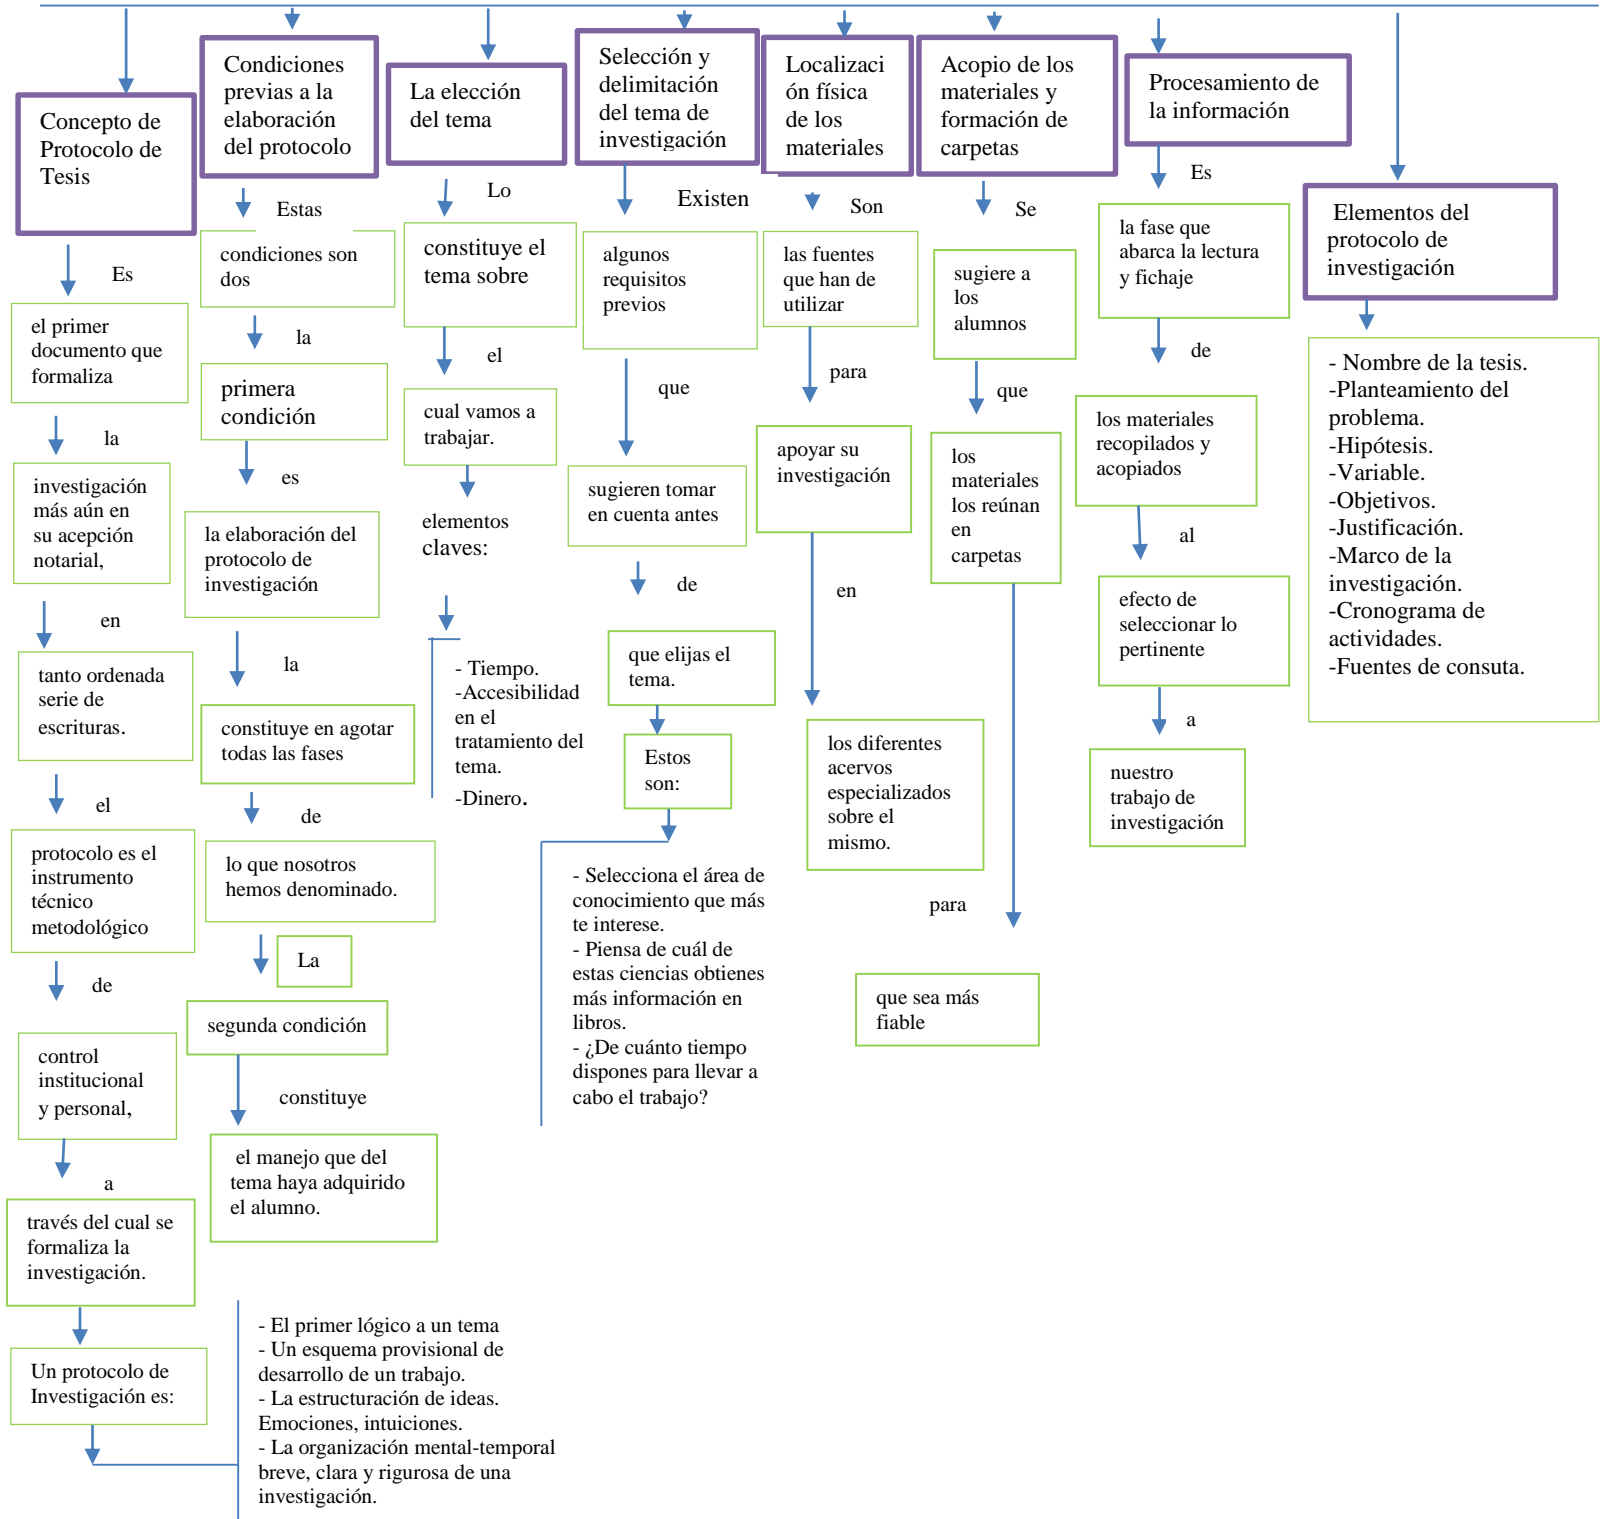 Concepto de
Protocolo de
Tesis
Es
el primer
documento que
formaliza
la
investigación
más aún en
su acepción
notarial,
en
tanto ordenada
serie de
escrituras.
el
protocolo es el
instrumento
técnico
metodológico
de
control
institucional
y personal,
a
través del cual se
formaliza la
investigación.
Un protocolo de
Investigación es:
- El primer lógico a un tema
- Un esquema provisional de
desarrollo de un trabajo.
- La estructuración de ideas.
Emociones, intuiciones.
- La organización mental-temporal
breve, clara y rigurosa de una
investigación.
Condiciones
previas a la
elaboración
del protocolo
Estas
condiciones son
dos
la
primera
condición
es
la elaboración del
protocolo de
investigación
la
constituye en agotar
todas las fases
de
lo que nosotros
hemos denominado.
La
segunda condición
constituye
el manejo que del
tema haya adquirido
el alumno.
La elección
del tema
Lo
constituye el
tema sobre
el
cual vamos a
trabajar.
elementos
claves:
- Tiempo.
-Accesibilidad
en el
tratamiento del
tema.
-Dinero.
Selección y
delimitación
del tema de
investigación
Existen
algunos
requisitos
previos
que
sugieren tomar
en cuenta antes
de
que elijas el
tema.
Estos
son:
- Selecciona el área de
conocimiento que más
te interese.
- Piensa de cuál de
estas ciencias obtienes
más información en
libros.
- ¿De cuánto tiempo
dispones para llevar a
cabo el trabajo?
Localizaci
ón física
de los
materiales
Son
las fuentes
que han de
utilizar
para
apoyar su
investigación
en
los diferentes
acervos
especializados
sobre el
mismo.
Acopio de los
materiales y
formación de
carpetas
Se
sugiere a
los
alumnos
que
los
materiales
los reúnan
en
carpetas
para
que sea más
fiable
Procesamiento de
la información
Es
la fase que
abarca la lectura
y fichaje
de
los materiales
recopilados y
acopiados
al
efecto de
seleccionar lo
pertinente
a
nuestro
trabajo de
investigación
Elementos del
protocolo de
investigación
- Nombre de la tesis.
-Planteamiento del
problema.
-Hipótesis.
-Variable.
-Objetivos.
-Justificación.
-Marco de la
investigación.
-Cronograma de
actividades.
-Fuentes de consuta.